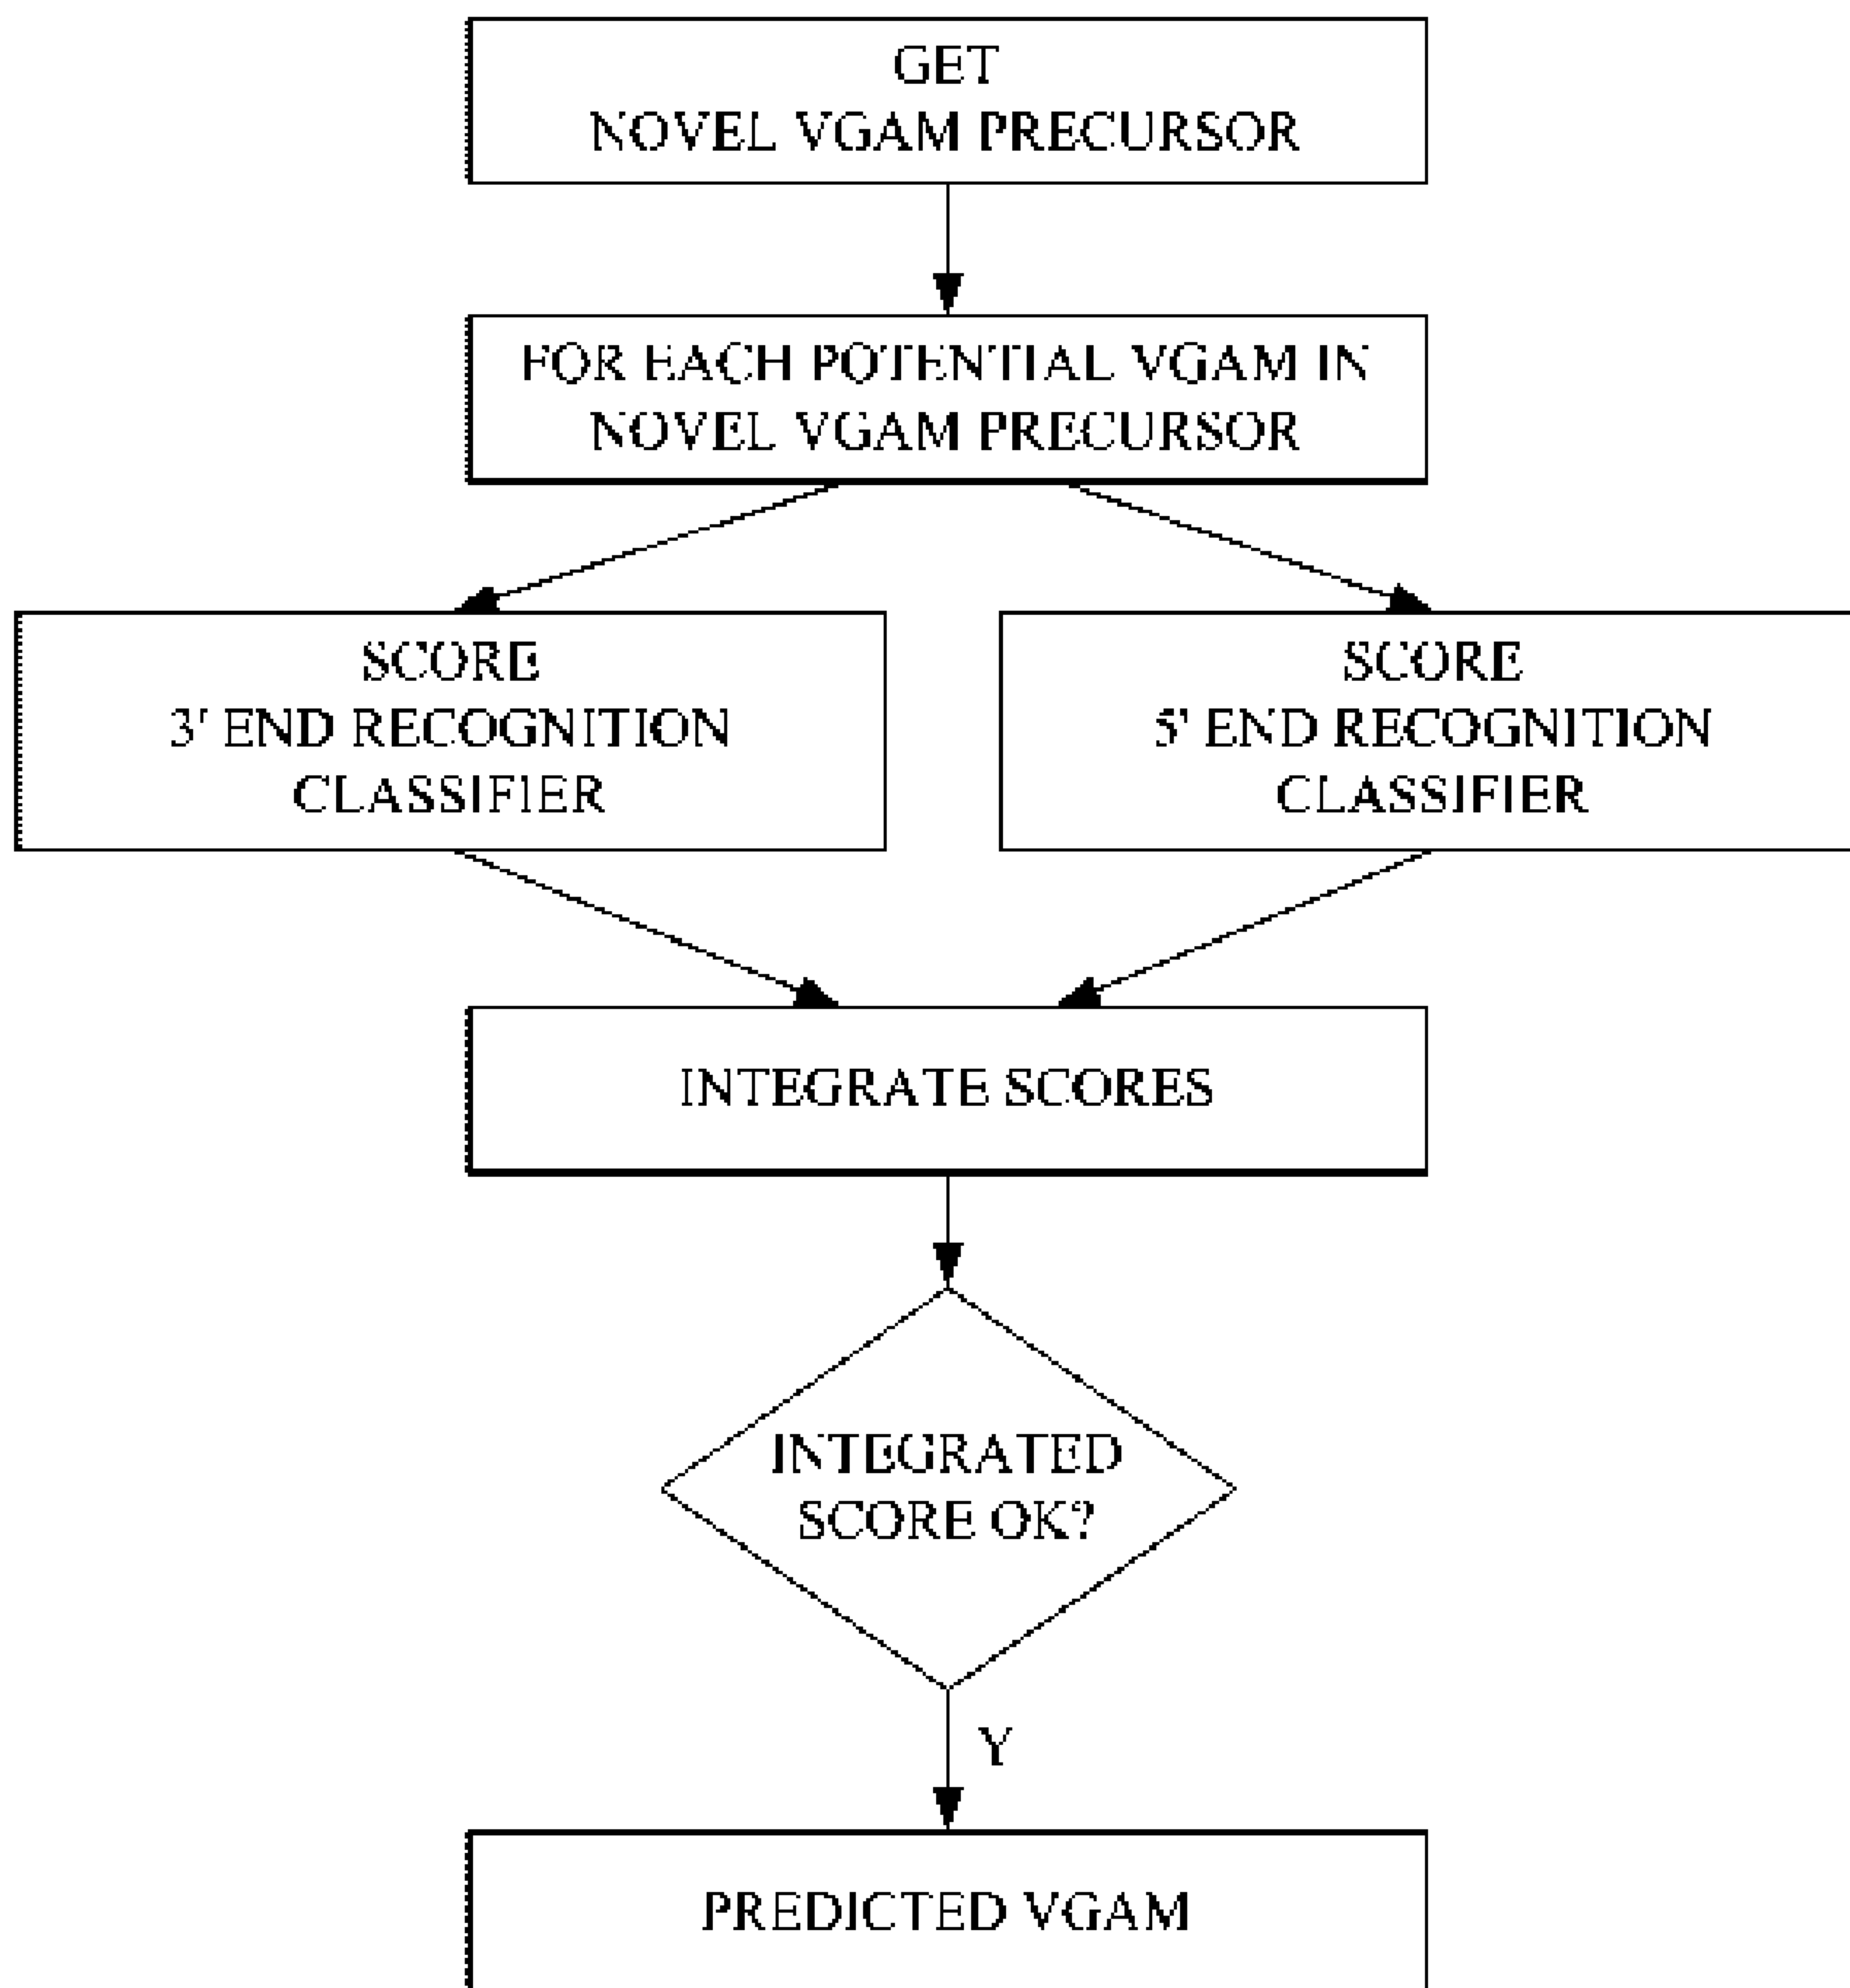 GET
NOVEL VGAM PRECURSOR
FOR EACH POTENTIAL VGAM IN
NOVEL VGAM PRECURSOR
SCORE
3' END RECOGNITION
CLASSIFIER
SCORE
5' END RECOGNITION
CLASSIFIER
INTEGRATE SCORES
INTEGRATED
SCORE OK?
Y
PREDICTED VGAM